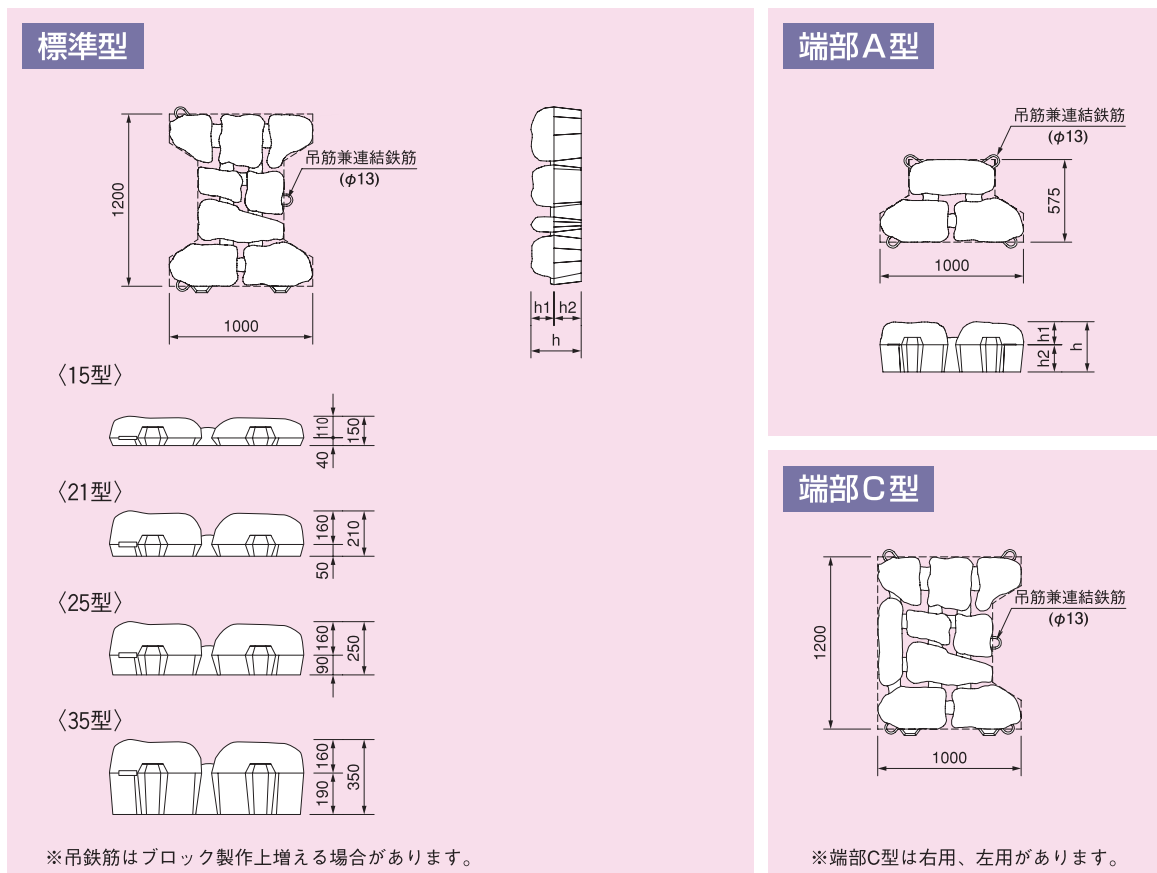 標準型
吊筋兼連結鉄筋
(φ13)
1200
1000
h1
h2
h
〈15型〉
110
150
40
〈21型〉
160
210
50
〈25型〉
160
250
90
〈35型〉
160
350
190
※吊鉄筋はブロック製作上増える場合があります。
端部A型
吊筋兼連結鉄筋
(φ13)
575
1000
h1
h2
h
端部C型
吊筋兼連結鉄筋
(φ13)
1200
1000
※端部C型は右用、左用があります。